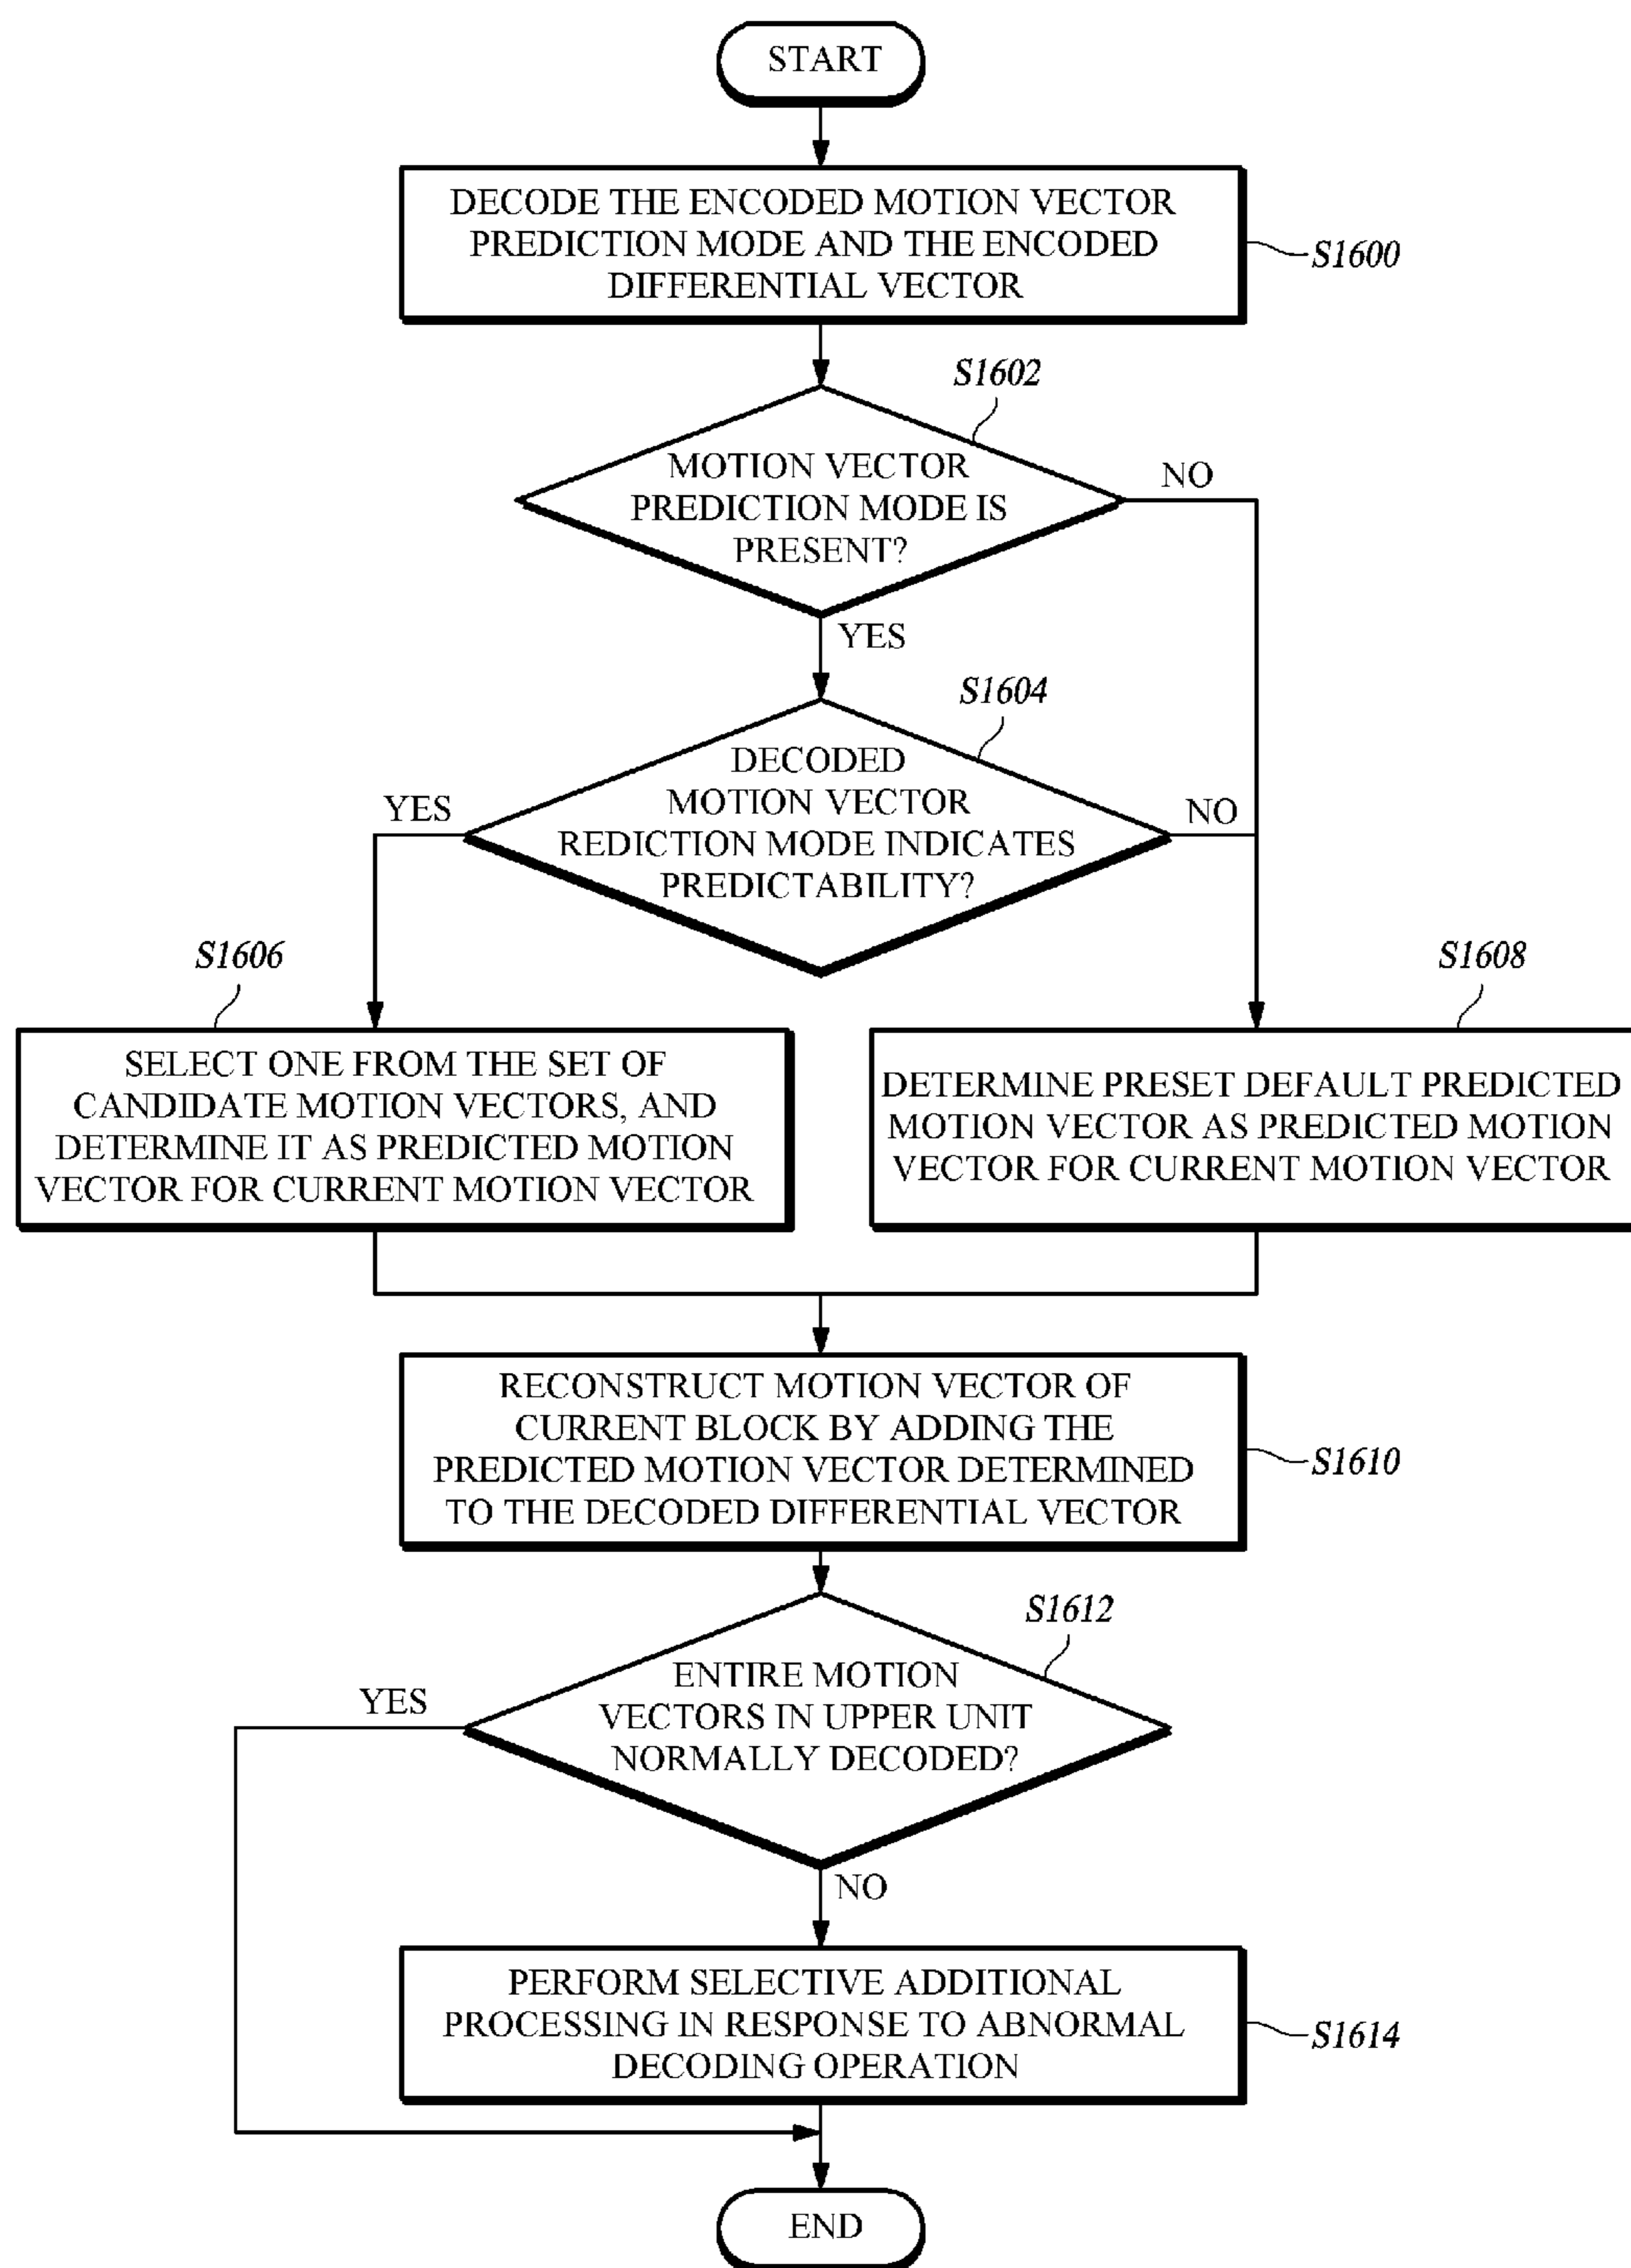 START
DECODE THE ENCODED MOTION VECTOR
PREDICTION MODE AND THE ENCODED
DIFFERENTIAL VECTOR
S1600
S1602
MOTION VECTOR
PREDICTION MODE IS
PRESENT?
NO
YES
S1604
DECODED
MOTION VECTOR
REDICTION MODE INDICATES
PREDICTABILITY?
YES
NO
S1606
S1608
SELECT ONE FROM THE SET OF
CANDIDATE MOTION VECTORS, AND
DETERMINE IT AS PREDICTED MOTION
VECTOR FOR CURRENT MOTION VECTOR
DETERMINE PRESET DEFAULT PREDICTED
MOTION VECTOR AS PREDICTED MOTION
VECTOR FOR CURRENT MOTION VECTOR
RECONSTRUCT MOTION VECTOR OF
CURRENT BLOCK BY ADDING THE
PREDICTED MOTION VECTOR DETERMINED
TO THE DECODED DIFFERENTIAL VECTOR
S1610
S1612
ENTIRE MOTION
VECTORS IN UPPER UNIT
NORMALLY DECODED?
YES
NO
PERFORM SELECTIVE ADDITIONAL
PROCESSING IN RESPONSE TO ABNORMAL
DECODING OPERATION
S1614
END